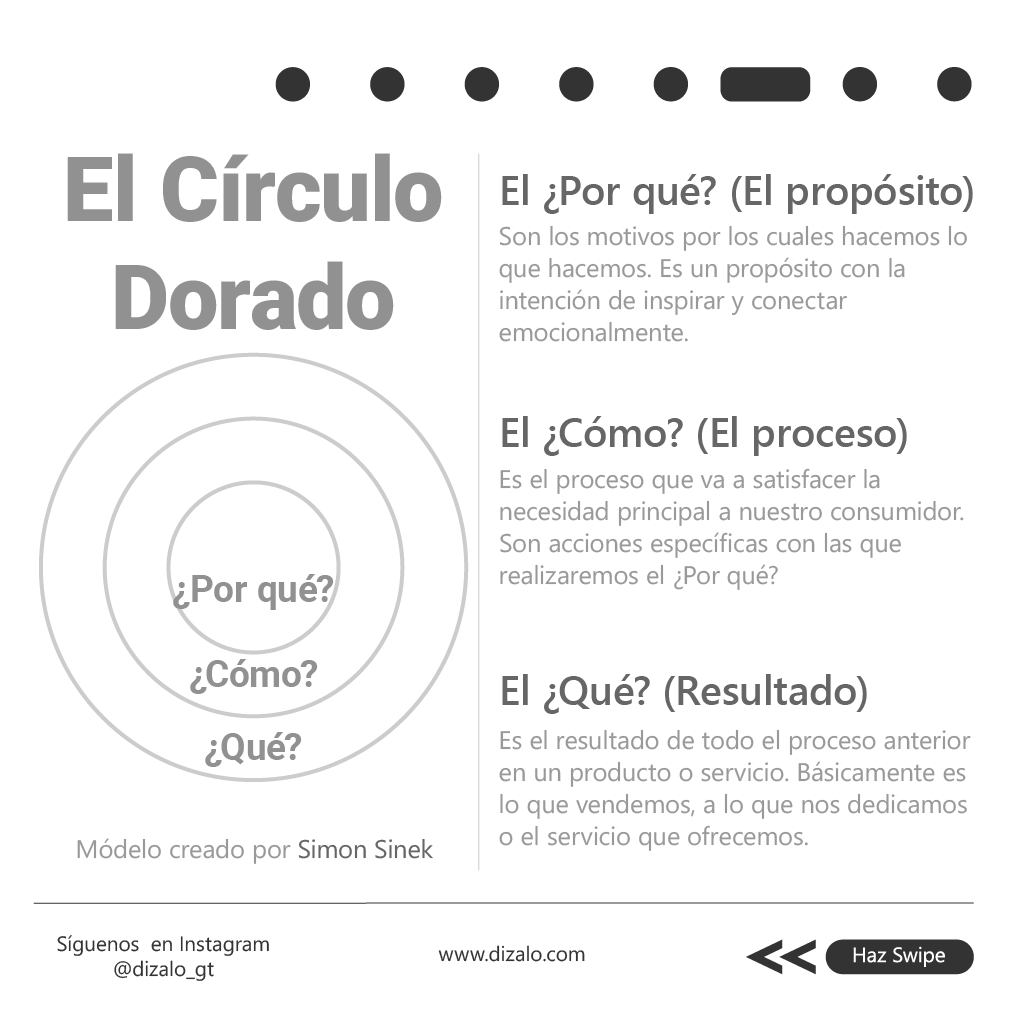 El Círculo
Dorado
¿Por qué?
¿Cómo?
¿Qué?
Módelo creado por Simon Sinek
El ¿Por qué? (El propósito)
Son los motivos por los cuales hacemos lo
que hacemos. Es un propósito con la
intención de inspirar y conectar
emocionalmente.
El ¿Cómo? (El proceso)
Es el proceso que va a satisfacer la
necesidad principal a nuestro consumidor.
Son acciones específicas con las que
realizaremos el ¿Por qué?
El ¿Qué? (Resultado)
Es el resultado de todo el proceso anterior
en un producto o servicio. Básicamente es
lo que vendemos, a lo que nos dedicamos
o el servicio que ofrecemos.
Síguenos en Instagram
@dizalo_gt
www.dizalo.com
Haz Swipe